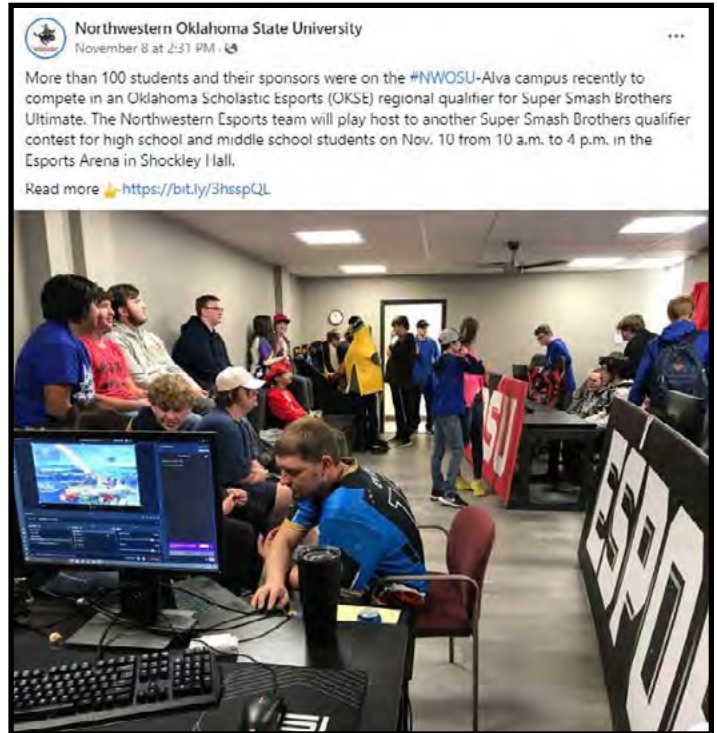 Northwestern Oklahoma State University
November 8 at 2:31 PM ·
More than 100 students and their sponsors were on the #NWOSU-Alva campus recently to
compete in an Oklahoma Scholastic Esports (OKSE) regional qualifier for Super Smash Brothers
Ultimate. The Northwestern Esports team will play host to another Super Smash Brothers qualifier
contest for high school and middle school students on Nov. 10 from 10 a.m. to 4 p.m. in the
Esports Arena in Shockley Hall.
Read more 👍-https://bit.ly/3hsspQL
SU
ESPO